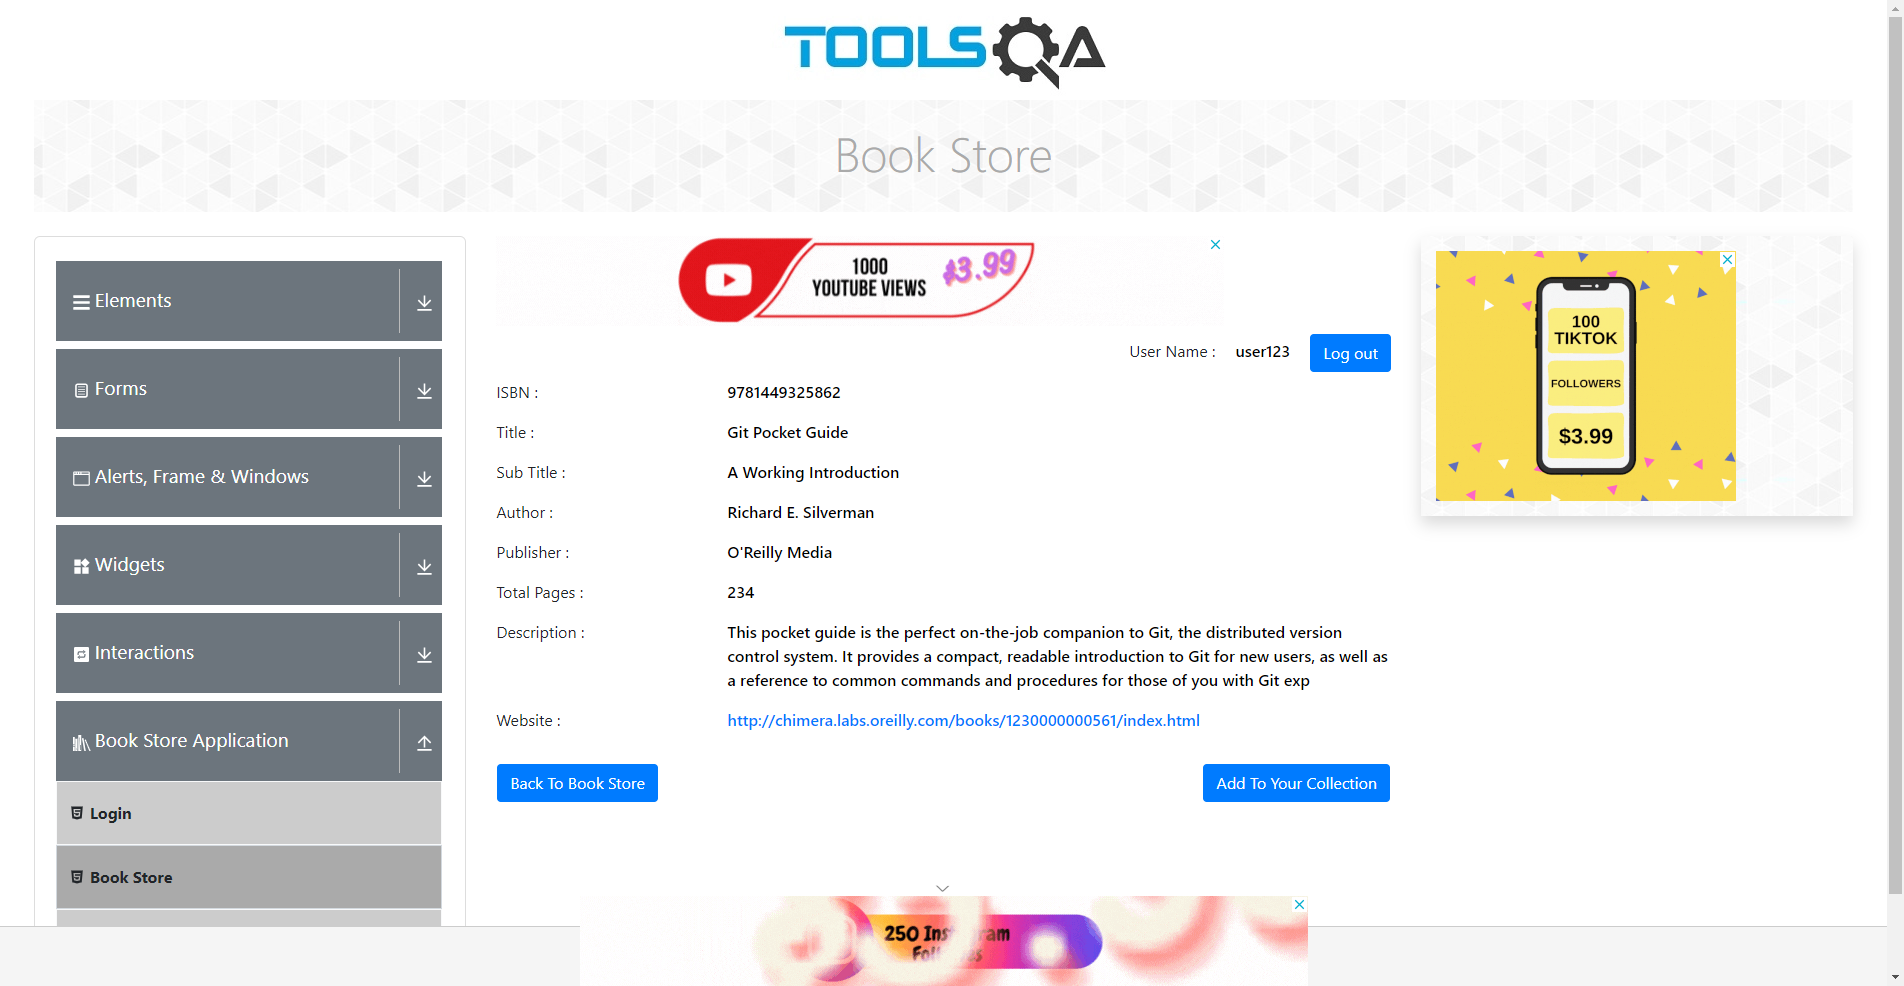 TOOLSQA
Book Store
Elements
Forms
Alerts, Frame & Windows
Widgets
Interactions
Book Store Application
Login
Book Store
1000
YOUTUBE VIEWS
$3.99
User Name :
user123
Log out
ISBN :
9781449325862
Title :
Git Pocket Guide
Sub Title :
A Working Introduction
Author :
Richard E. Silverman
Publisher :
O'Reilly Media
Total Pages :
234
Description :
This pocket guide is the perfect on-the-job companion to Git, the distributed version
control system. It provides a compact, readable introduction to Git for new users, as well as
a reference to common commands and procedures for those of you with Git exp
Website :
http://chimera.labs.oreilly.com/books/1230000000561/index.html
Back To Book Store
Add To Your Collection
100
TIKTOK
FOLLOWERS
$3.99
250